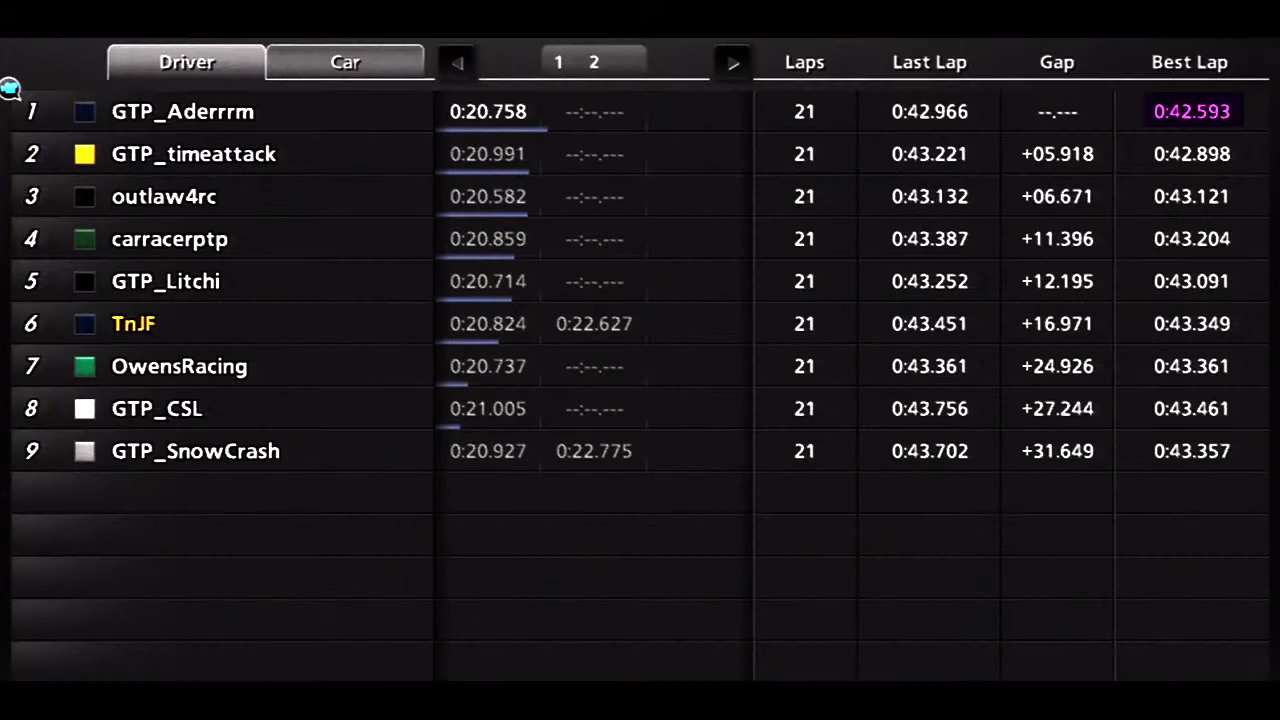 Driver Car 1 2 Laps Last Lap Gap Best Lap
1 GTP_Aderrrm 0:20.758 --:--.--- 21 0:42.966 --.--- 0:42.593
2 GTP_timeattack 0:20.991 --:--.--- 21 0:43.221 +05.918 0:42.898
3 outlaw4rc 0:20.582 --:--.--- 21 0:43.132 +06.671 0:43.121
4 carracerptp 0:20.859 --:--.--- 21 0:43.387 +11.396 0:43.204
5 GTP_Litchi 0:20.714 --:--.--- 21 0:43.252 +12.195 0:43.091
6 TnJF 0:20.824 0:22.627 21 0:43.451 +16.971 0:43.349
7 OwensRacing 0:20.737 --:--.--- 21 0:43.361 +24.926 0:43.361
8 GTP_CSL 0:21.005 --:--.--- 21 0:43.756 +27.244 0:43.461
9 GTP_SnowCrash 0:20.927 0:22.775 21 0:43.702 +31.649 0:43.357